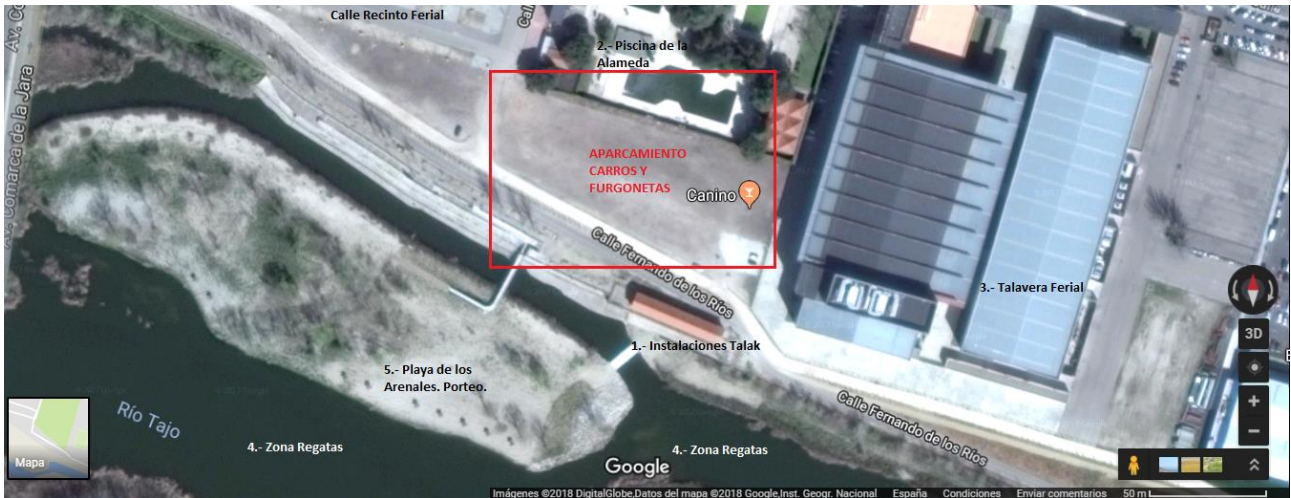 Calle Recinto Ferial
Cal
Av. Co
2.- Piscina de la
Alameda
Av. Comarca de la Jara
APARCAMIENTO
CARROS Y
FURGONETAS
Canino
Calle Fernando de los Ríos
3.- Talavera Ferial
3D
1.- Instalaciones Talak
5.- Playa de los
Arenales. Porteo.
Calle Fernando de los Ríos
Río Tajo
4.- Zona Regatas
4.- Zona Regatas
Mapa
Google
Imágenes ©2018 DigitalGlobe,Datos del mapa ©2018 Google,Inst. Geogr. Nacional España Condiciones Enviar comentarios 50 m